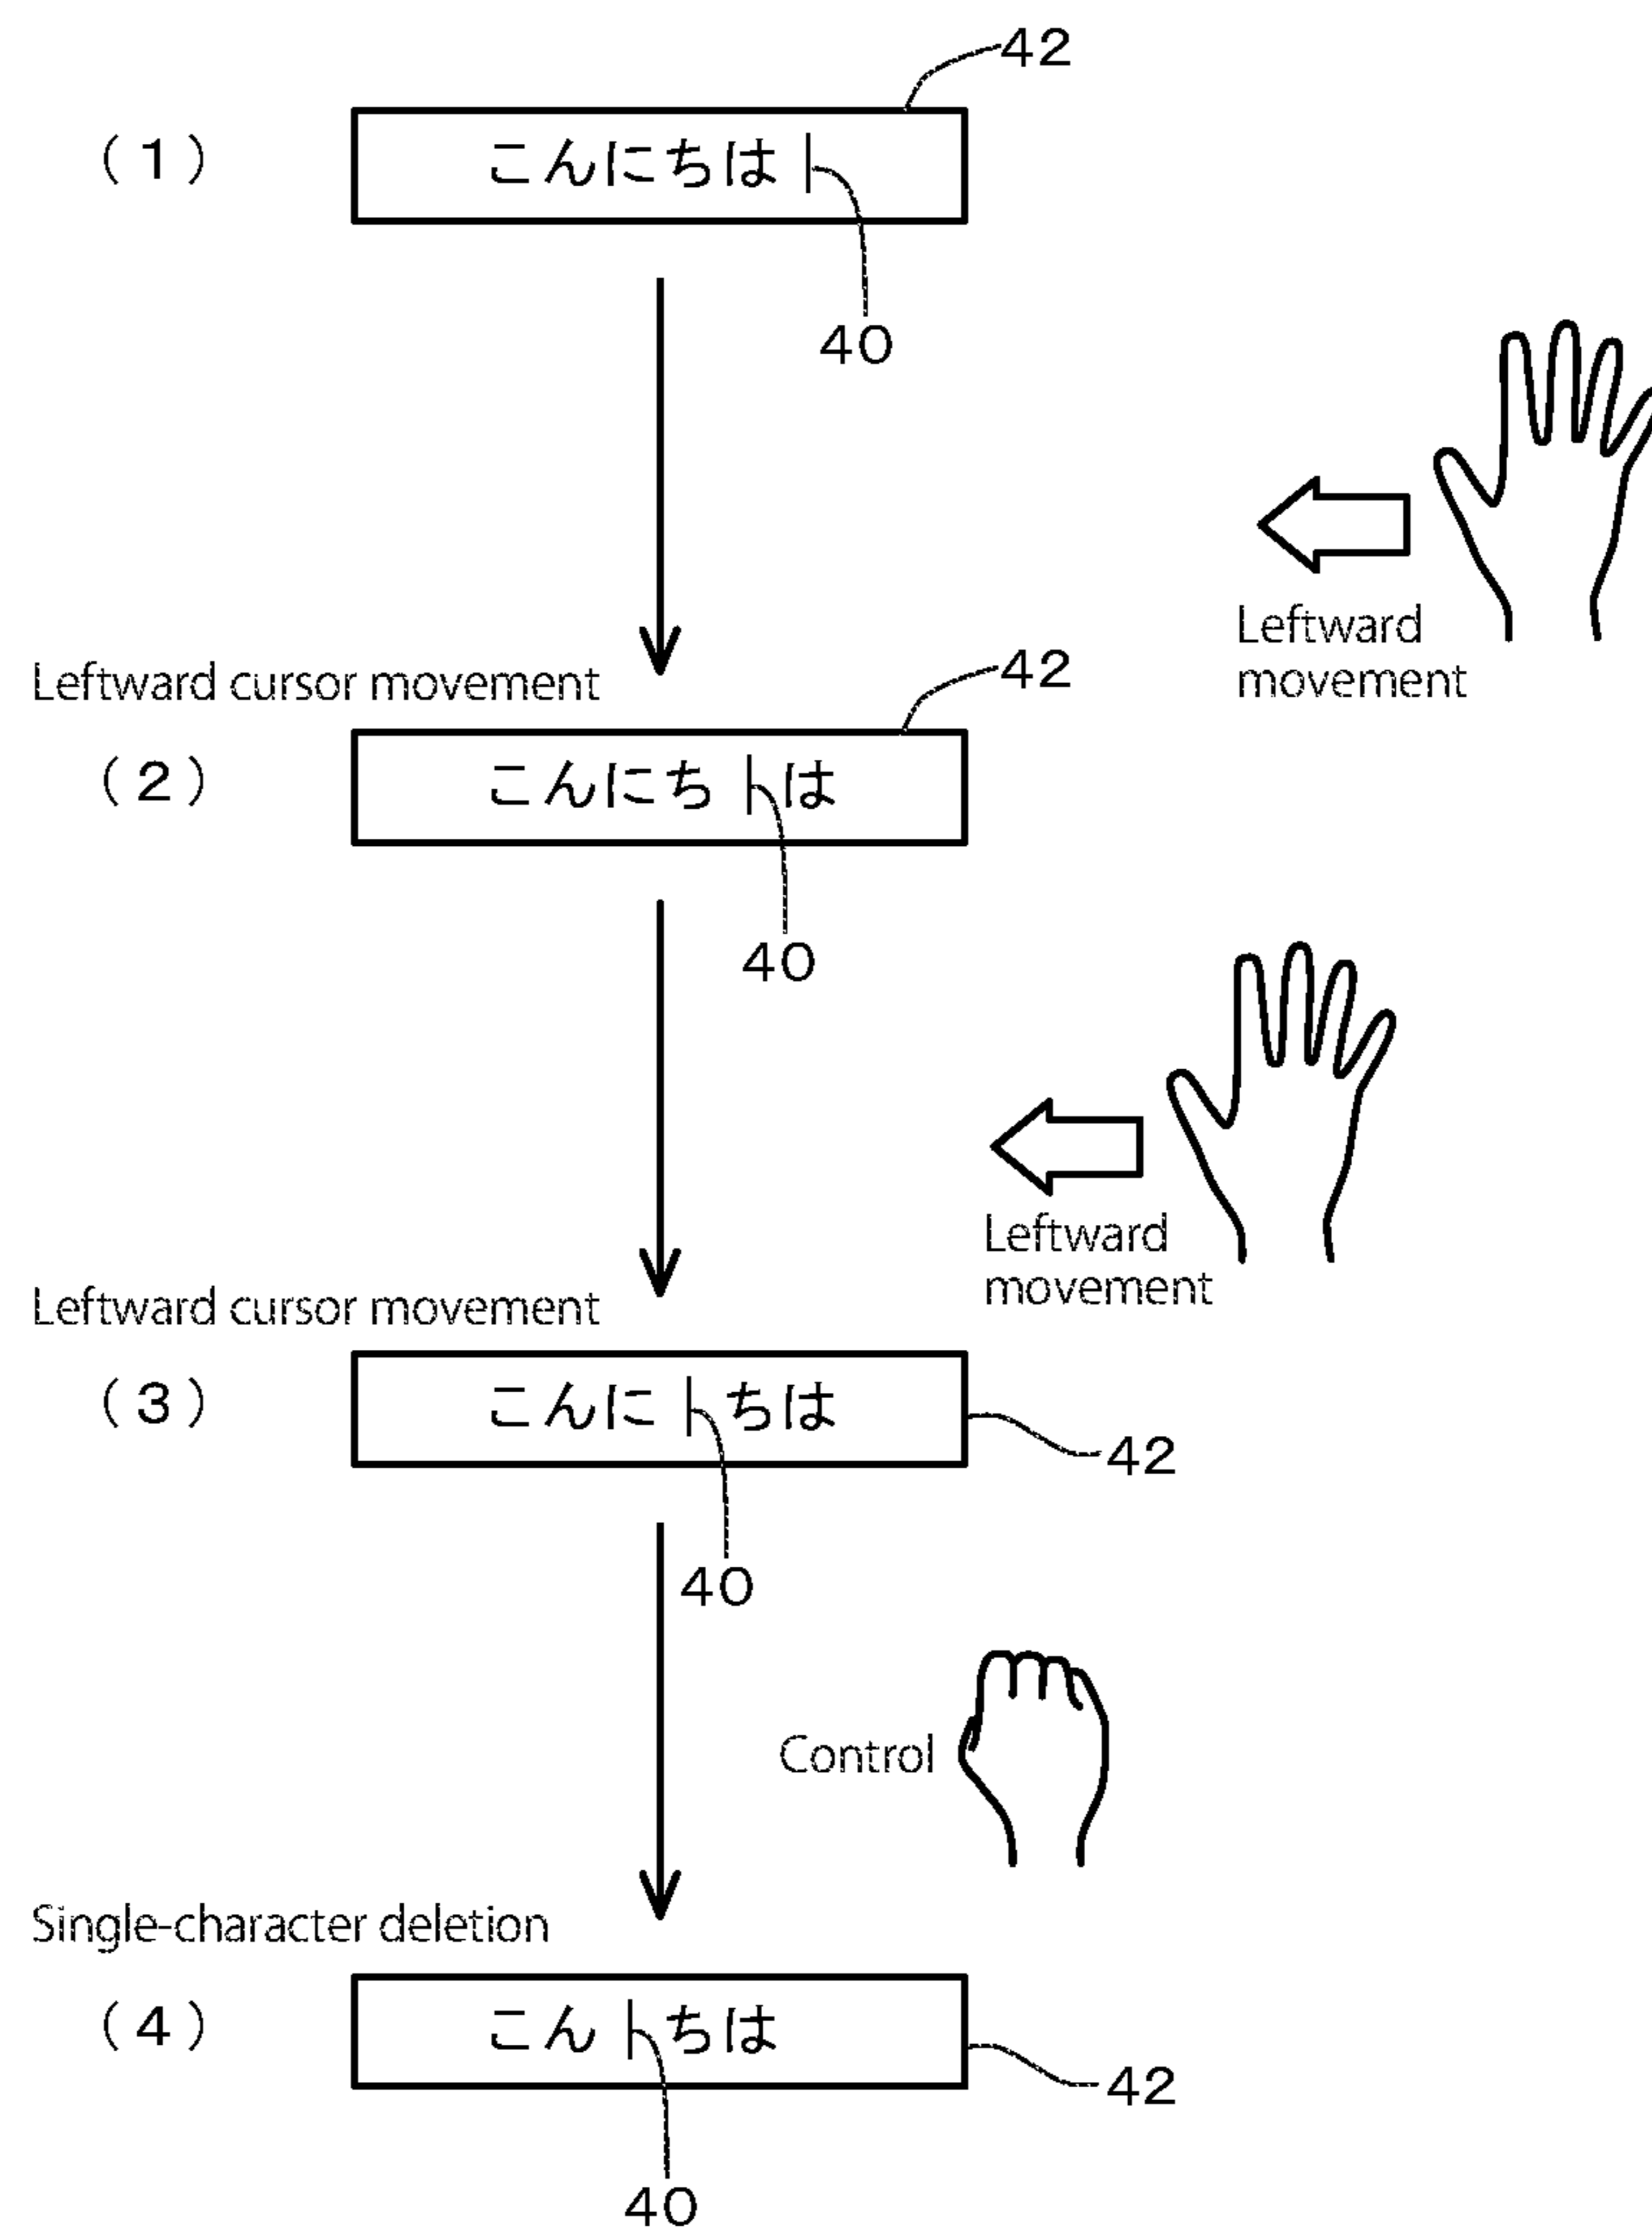 42
(1) こんにちは|
40
Leftward
movement
Leftward cursor movement
42
(2) こんにち|は
40
Leftward
movement
Leftward cursor movement
(3) こんに|ちは
42
40
Control
Single-character deletion
(4) こん|ちは
42
40